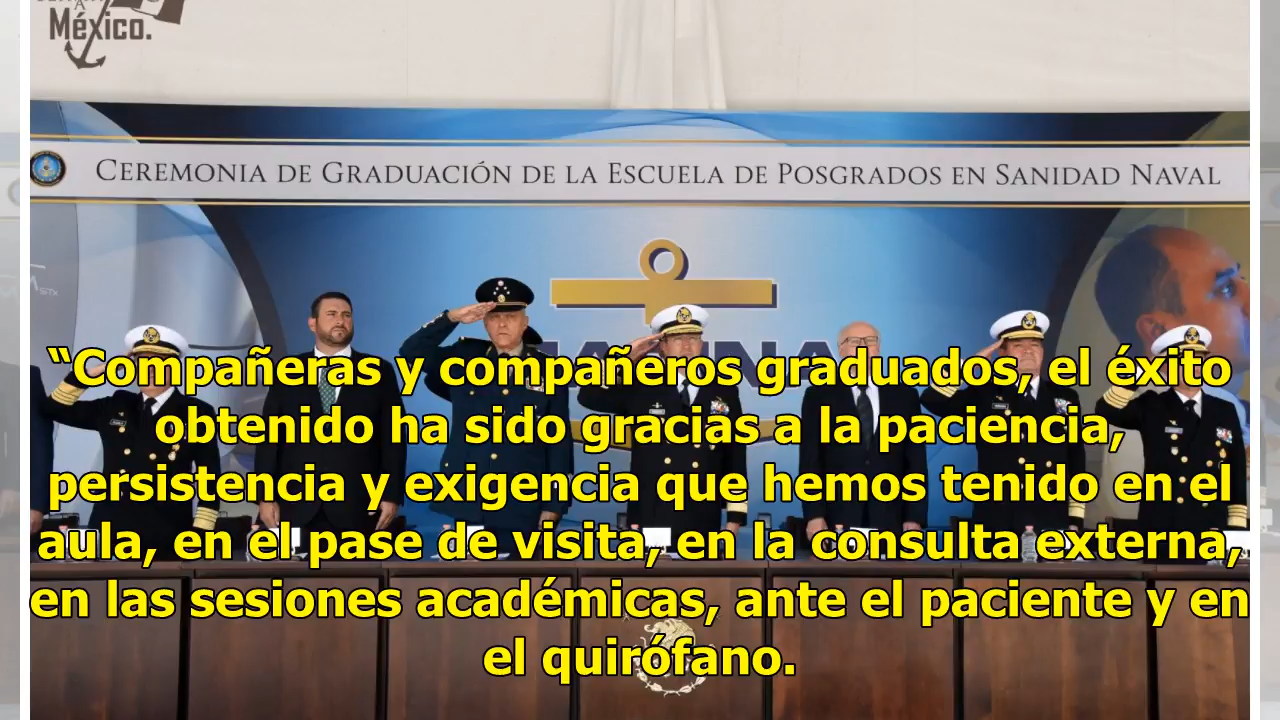 México.
CEREMONIA DE GRADUACIÓN DE LA ESCUELA DE POSGRADOS EN SANIDAD NAVAL
“Compañeras y compañeros graduados, el éxito
obtenido ha sido gracias a la paciencia,
persistencia y exigencia que hemos tenido en el
aula, en el pase de visita, en la consulta externa,
en las sesiones académicas, ante el paciente y en
el quirófano.